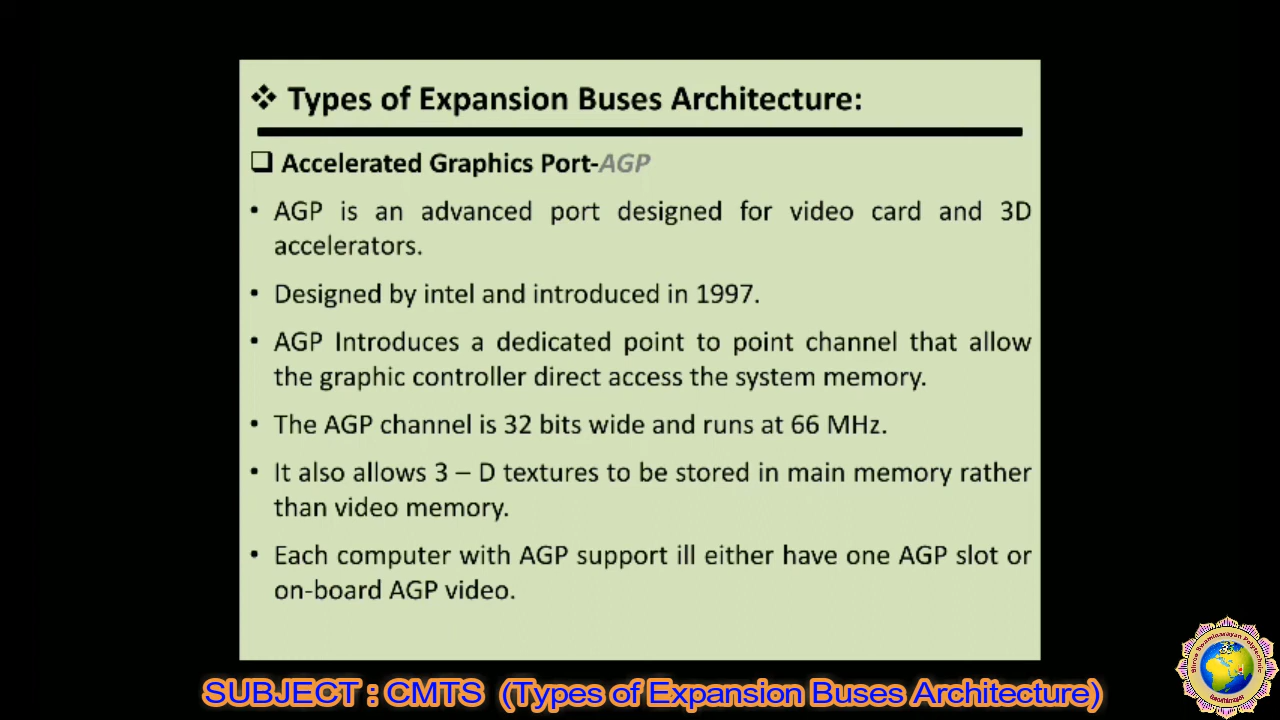 ❖ Types of Expansion Buses Architecture:
❑ Accelerated Graphics Port-AGP
• AGP is an advanced port designed for video card and 3D
accelerators.
• Designed by intel and introduced in 1997.
• AGP Introduces a dedicated point to point channel that allow
the graphic controller direct access the system memory.
• The AGP channel is 32 bits wide and runs at 66 MHz.
• It also allows 3 – D textures to be stored in main memory rather
than video memory.
• Each computer with AGP support ill either have one AGP slot or
on-board AGP video.
SUBJECT : CMTS (Types of Expansion Buses Architecture)